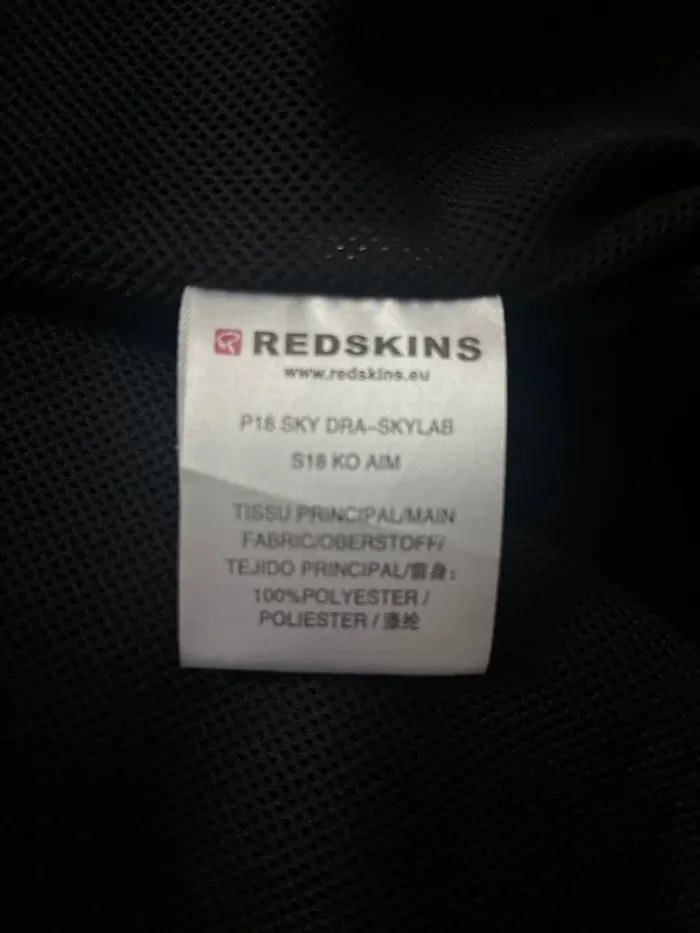 REDSKINS
www.redskins.eu
P18 SKY DRA-SKYLAB
S18 KO AIM
TISSU PRINCIPAL/MAIN
FABRIC/OBERSTOFF/
TEJIDO PRINCIPAL/面身:
100%POLYESTER /
POLIESTER / 涤纶